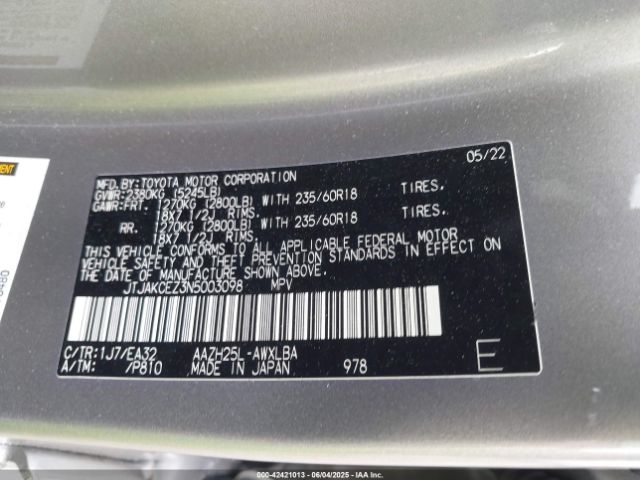 MFD. BY: TOYOTA MOTOR CORPORATION 05/22
GVWR: 2380KG (5245LB)
GAWR: FRT. 1270KG (2800LB) WITH 235/60R18 TIRES,
18X7 1/2J RIMS.
RR. 1270KG (2800LB) WITH 235/60R18 TIRES,
18X7 1/2J RIMS.
THIS VEHICLE CONFORMS TO ALL APPLICABLE FEDERAL MOTOR
VEHICLE SAFETY AND THEFT PREVENTION STANDARDS IN EFFECT ON
THE DATE OF MANUFACTURE SHOWN ABOVE.
JTJAKCEZ3N5003098 MPV
C/TR: 1J7/EA32 AAZH25L-AWXLBA
A/TM: /P810 MADE IN JAPAN 978 E
000-42421013 - 06/04/2025 - iaai.com